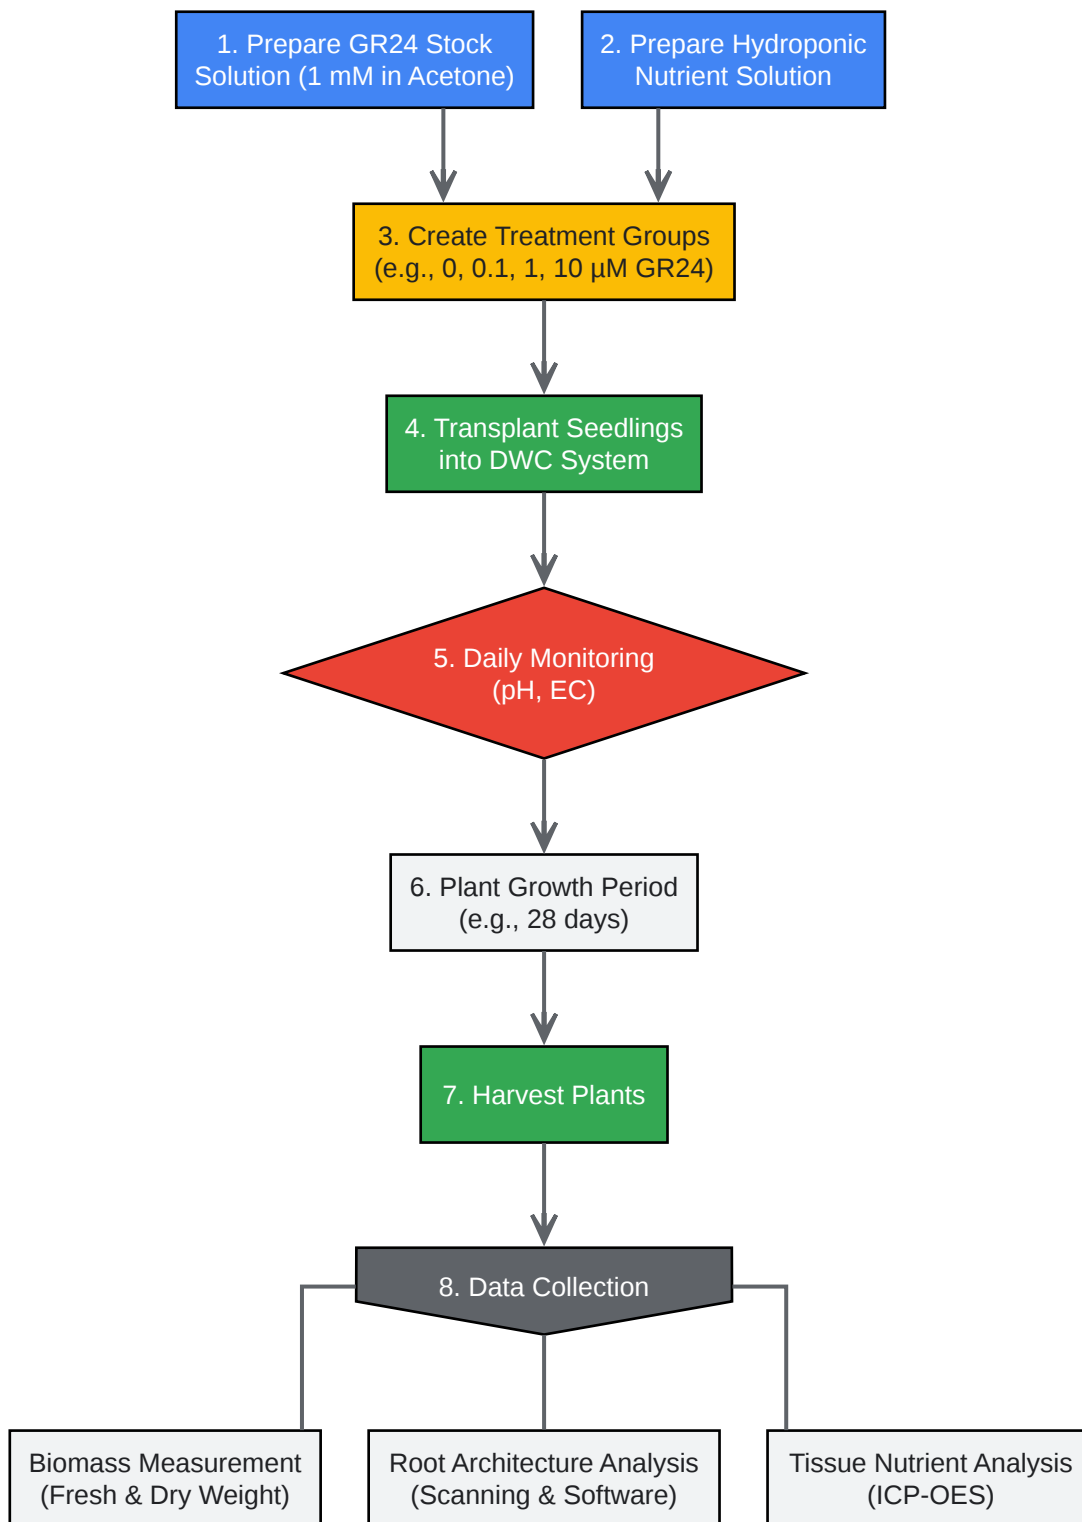 1. Prepare GR24 Stock
Solution (1 mM in Acetone)
2. Prepare Hydroponic
Nutrient Solution
3. Create Treatment Groups
(e.g., 0, 0.1, 1, 10 µM GR24)
4. Transplant Seedlings
into DWC System
5. Daily Monitoring
(pH, EC)
6. Plant Growth Period
(e.g., 28 days)
7. Harvest Plants
8. Data Collection
Biomass Measurement
(Fresh & Dry Weight)
Root Architecture Analysis
(Scanning & Software)
Tissue Nutrient Analysis
(ICP-OES)